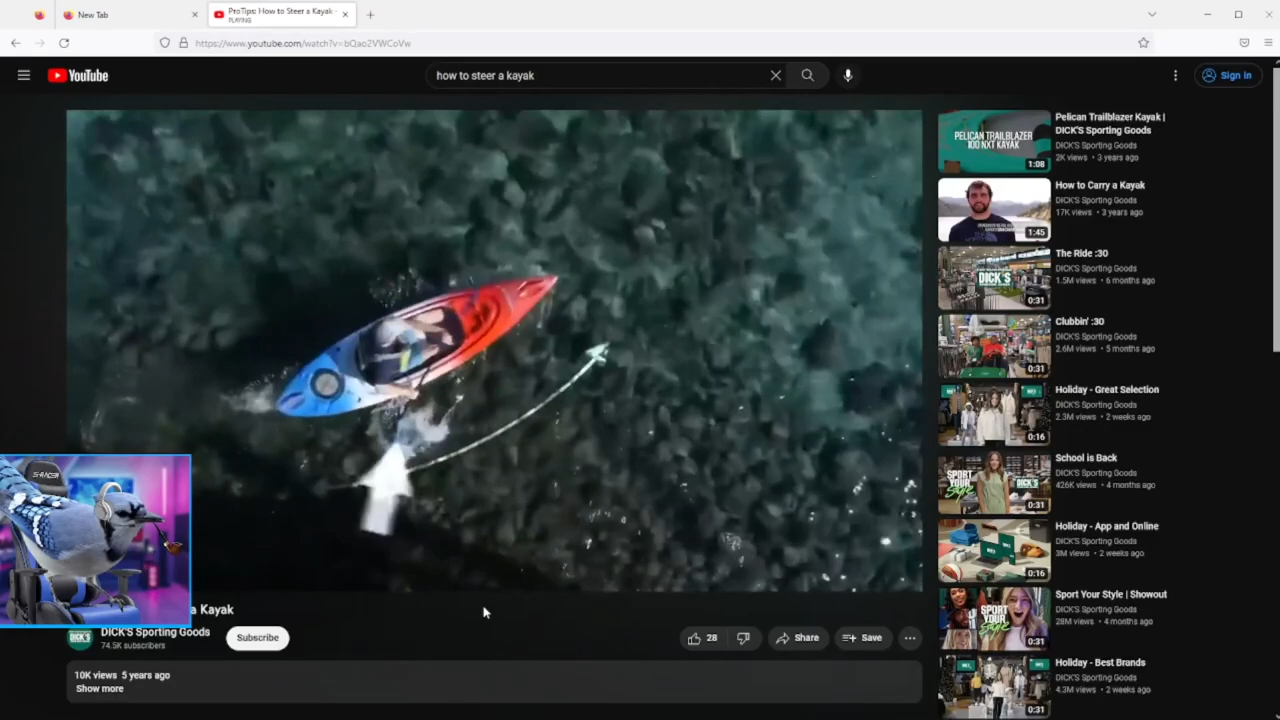 New Tab
ProTips: How to Steer a Kayak -
PLAYING
https://www.youtube.com/watch?v=bQao2VWCoVw
YouTube
how to steer a kayak
Sign in
PELICAN TRAILBLAZER
100 NXT KAYAK
1:08
Pelican Trailblazer Kayak |
DICK'S Sporting Goods
DICK'S Sporting Goods
2K views • 3 years ago
1:45
How to Carry a Kayak
DICK'S Sporting Goods
17K views • 3 years ago
DICK'S
0:31
The Ride :30
DICK'S Sporting Goods
1.5M views • 6 months ago
0:31
Clubbin' :30
DICK'S Sporting Goods
2.6M views • 5 months ago
0:16
Holiday - Great Selection
DICK'S Sporting Goods
2.3M views • 2 weeks ago
SPORT
YOUR
Style
DICK'S
0:31
School is Back
DICK'S Sporting Goods
426K views • 4 months ago
0:16
Holiday - App and Online
DICK'S Sporting Goods
3M views • 2 weeks ago
SPORT
YOUR
0:31
Sport Your Style | Showout
DICK'S Sporting Goods
28M views • 4 months ago
0:31
Holiday - Best Brands
DICK'S Sporting Goods
4.3M views • 2 weeks ago
S-RACER
a Kayak
DICK'S
DICK'S Sporting Goods
74.5K subscribers
Subscribe
28
Share
Save
10K views 5 years ago
Show more